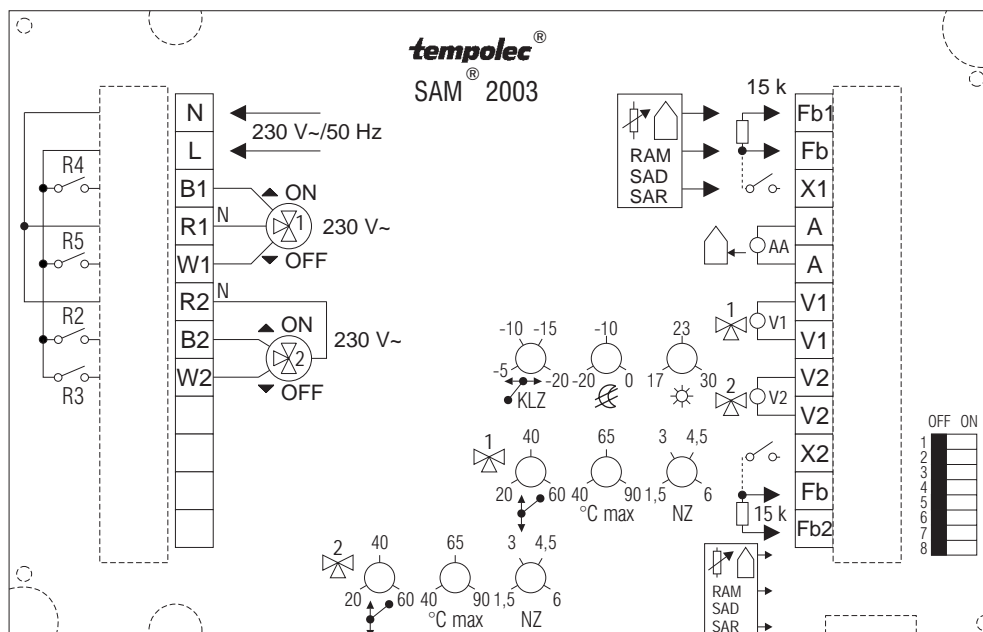 tempolec®
SAM® 2003
N
L
B1
R1
W1
R2
B2
W2
230 V~/50 Hz
R4
R5
R2
R3
ON
N
1
230 V~
OFF
N
ON
2
230 V~
OFF
15 k
RAM
SAD
SAR
Fb1
Fb
X1
A
A
V1
V1
V2
V2
X2
Fb
Fb2
AA
1
V1
2
V2
15 k
-10 -15
-5 -20
KLZ
-10
-20 0
23
17 30
1
40
20 60
65
40 90
°C max
3 4,5
1,5 6
NZ
2
40
20 60
65
40 90
°C max
3 4,5
1,5 6
NZ
RAM
SAD
SAR
OFF ON
1
2
3
4
5
6
7
8